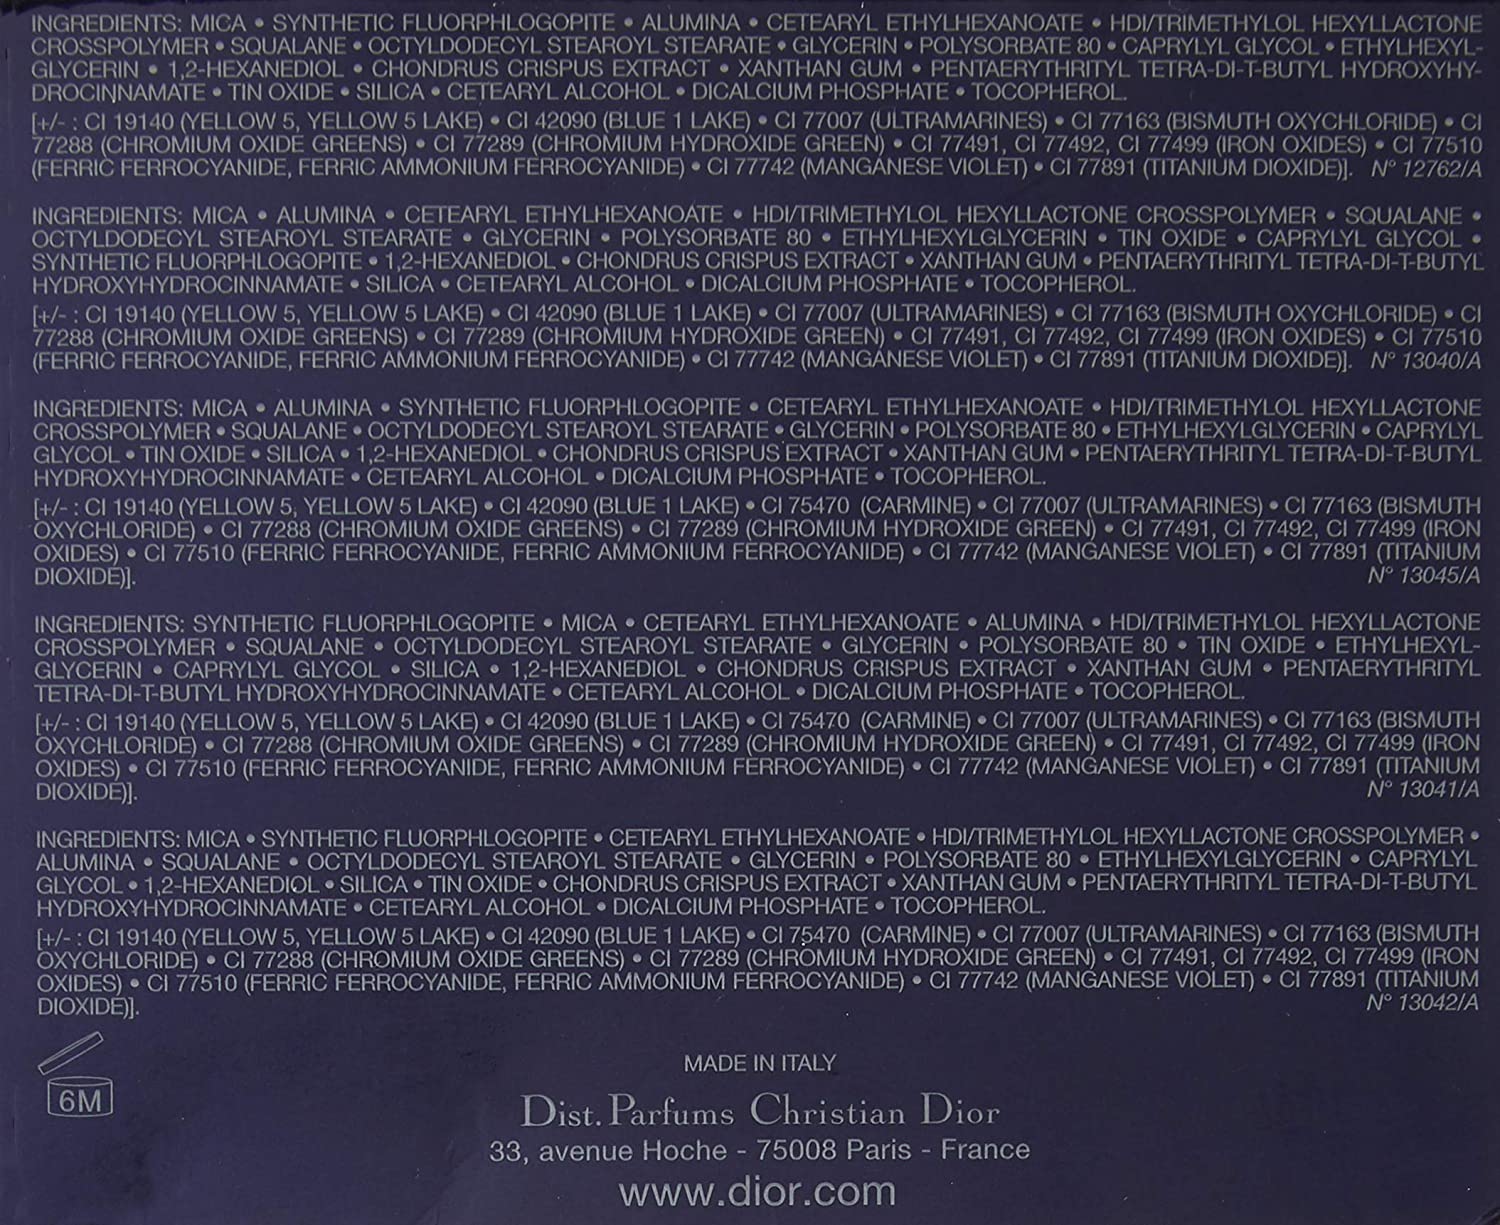 INGREDIENTS: MICA • SYNTHETIC FLUORPHLOGOPITE • ALUMINA • CETEARYL ETHYLHEXANOATE • HDI/TRIMETHYLOL HEXYLLACTONE
CROSSPOLYMER • SQUALANE • OCTYLDODECYL STEAROYL STEARATE • GLYCERIN • POLYSORBATE 80 • CAPRYLYL GLYCOL • ETHYLHEXYL-
GLYCERIN • 1,2-HEXANEDIOL • CHONDRUS CRISPUS EXTRACT • XANTHAN GUM • PENTAERYTHRITYL TETRA-DI-T-BUTYL HYDROXYHY-
DROCINNAMATE • TIN OXIDE • SILICA • CETEARYL ALCOHOL • DICALCIUM PHOSPHATE • TOCOPHEROL.
[+/- : CI 19140 (YELLOW 5, YELLOW 5 LAKE) • CI 42090 (BLUE 1 LAKE) • CI 77007 (ULTRAMARINES) • CI 77163 (BISMUTH OXYCHLORIDE) • CI
77288 (CHROMIUM OXIDE GREENS) • CI 77289 (CHROMIUM HYDROXIDE GREEN) • CI 77491, CI 77492, CI 77499 (IRON OXIDES) • CI 77510
(FERRIC FERROCYANIDE, FERRIC AMMONIUM FERROCYANIDE) • CI 77742 (MANGANESE VIOLET) • CI 77891 (TITANIUM DIOXIDE)]. N° 12762/A
INGREDIENTS: MICA • ALUMINA • CETEARYL ETHYLHEXANOATE • HDI/TRIMETHYLOL HEXYLLACTONE CROSSPOLYMER • SQUALANE •
OCTYLDODECYL STEAROYL STEARATE • GLYCERIN • POLYSORBATE 80 • ETHYLHEXYLGLYCERIN • TIN OXIDE • CAPRYLYL GLYCOL •
SYNTHETIC FLUORPHLOGOPITE • 1,2-HEXANEDIOL • CHONDRUS CRISPUS EXTRACT • XANTHAN GUM • PENTAERYTHRITYL TETRA-DI-T-BUTYL
HYDROXYHYDROCINNAMATE • SILICA • CETEARYL ALCOHOL • DICALCIUM PHOSPHATE • TOCOPHEROL.
[+/- : CI 19140 (YELLOW 5, YELLOW 5 LAKE) • CI 42090 (BLUE 1 LAKE) • CI 77007 (ULTRAMARINES) • CI 77163 (BISMUTH OXYCHLORIDE) • CI
77288 (CHROMIUM OXIDE GREENS) • CI 77289 (CHROMIUM HYDROXIDE GREEN) • CI 77491, CI 77492, CI 77499 (IRON OXIDES) • CI 77510
(FERRIC FERROCYANIDE, FERRIC AMMONIUM FERROCYANIDE) • CI 77742 (MANGANESE VIOLET) • CI 77891 (TITANIUM DIOXIDE)]. N° 13040/A
INGREDIENTS: MICA • ALUMINA • SYNTHETIC FLUORPHLOGOPITE • CETEARYL ETHYLHEXANOATE • HDI/TRIMETHYLOL HEXYLLACTONE
CROSSPOLYMER • SQUALANE • OCTYLDODECYL STEAROYL STEARATE • GLYCERIN • POLYSORBATE 80 • ETHYLHEXYLGLYCERIN • CAPRYLYL
GLYCOL • TIN OXIDE • SILICA • 1,2-HEXANEDIOL • CHONDRUS CRISPUS EXTRACT • XANTHAN GUM • PENTAERYTHRITYL TETRA-DI-T-BUTYL
HYDROXYHYDROCINNAMATE • CETEARYL ALCOHOL • DICALCIUM PHOSPHATE • TOCOPHEROL.
[+/- : CI 19140 (YELLOW 5, YELLOW 5 LAKE) • CI 42090 (BLUE 1 LAKE) • CI 75470 (CARMINE) • CI 77007 (ULTRAMARINES) • CI 77163 (BISMUTH
OXYCHLORIDE) • CI 77288 (CHROMIUM OXIDE GREENS) • CI 77289 (CHROMIUM HYDROXIDE GREEN) • CI 77491, CI 77492, CI 77499 (IRON
OXIDES) • CI 77510 (FERRIC FERROCYANIDE, FERRIC AMMONIUM FERROCYANIDE) • CI 77742 (MANGANESE VIOLET) • CI 77891 (TITANIUM
DIOXIDE)]. N° 13045/A
INGREDIENTS: SYNTHETIC FLUORPHLOGOPITE • MICA • CETEARYL ETHYLHEXANOATE • ALUMINA • HDI/TRIMETHYLOL HEXYLLACTONE
CROSSPOLYMER • SQUALANE • OCTYLDODECYL STEAROYL STEARATE • GLYCERIN • POLYSORBATE 80 • TIN OXIDE • ETHYLHEXYL-
GLYCERIN • CAPRYLYL GLYCOL • SILICA • 1,2-HEXANEDIOL • CHONDRUS CRISPUS EXTRACT • XANTHAN GUM • PENTAERYTHRITYL
TETRA-DI-T-BUTYL HYDROXYHYDROCINNAMATE • CETEARYL ALCOHOL • DICALCIUM PHOSPHATE • TOCOPHEROL.
[+/- : CI 19140 (YELLOW 5, YELLOW 5 LAKE) • CI 42090 (BLUE 1 LAKE) • CI 75470 (CARMINE) • CI 77007 (ULTRAMARINES) • CI 77163 (BISMUTH
OXYCHLORIDE) • CI 77288 (CHROMIUM OXIDE GREENS) • CI 77289 (CHROMIUM HYDROXIDE GREEN) • CI 77491, CI 77492, CI 77499 (IRON
OXIDES) • CI 77510 (FERRIC FERROCYANIDE, FERRIC AMMONIUM FERROCYANIDE) • CI 77742 (MANGANESE VIOLET) • CI 77891 (TITANIUM
DIOXIDE)]. N° 13041/A
INGREDIENTS: MICA • SYNTHETIC FLUORPHLOGOPITE • CETEARYL ETHYLHEXANOATE • HDI/TRIMETHYLOL HEXYLLACTONE CROSSPOLYMER •
ALUMINA • SQUALANE • OCTYLDODECYL STEAROYL STEARATE • GLYCERIN • POLYSORBATE 80 • ETHYLHEXYLGLYCERIN • CAPRYLYL
GLYCOL • 1,2-HEXANEDIOL • SILICA • TIN OXIDE • CHONDRUS CRISPUS EXTRACT • XANTHAN GUM • PENTAERYTHRITYL TETRA-DI-T-BUTYL
HYDROXYHYDROCINNAMATE • CETEARYL ALCOHOL • DICALCIUM PHOSPHATE • TOCOPHEROL.
[+/- : CI 19140 (YELLOW 5, YELLOW 5 LAKE) • CI 42090 (BLUE 1 LAKE) • CI 75470 (CARMINE) • CI 77007 (ULTRAMARINES) • CI 77163 (BISMUTH
OXYCHLORIDE) • CI 77288 (CHROMIUM OXIDE GREENS) • CI 77289 (CHROMIUM HYDROXIDE GREEN) • CI 77491, CI 77492, CI 77499 (IRON
OXIDES) • CI 77510 (FERRIC FERROCYANIDE, FERRIC AMMONIUM FERROCYANIDE) • CI 77742 (MANGANESE VIOLET) • CI 77891 (TITANIUM
DIOXIDE)]. N° 13042/A
6M
MADE IN ITALY
Dist. Parfums Christian Dior
33, avenue Hoche - 75008 Paris - France
www.dior.com